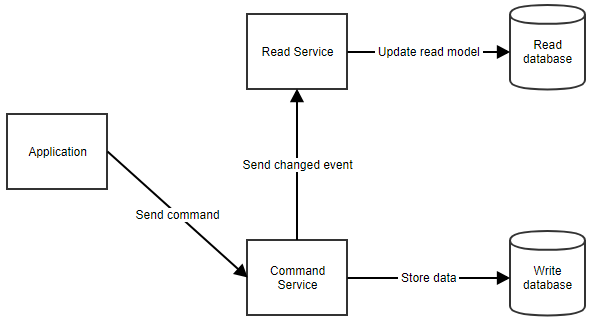 Read Service
Update read model
Read
database
Application
Send changed event
Send command
Command
Service
Store data
Write
database